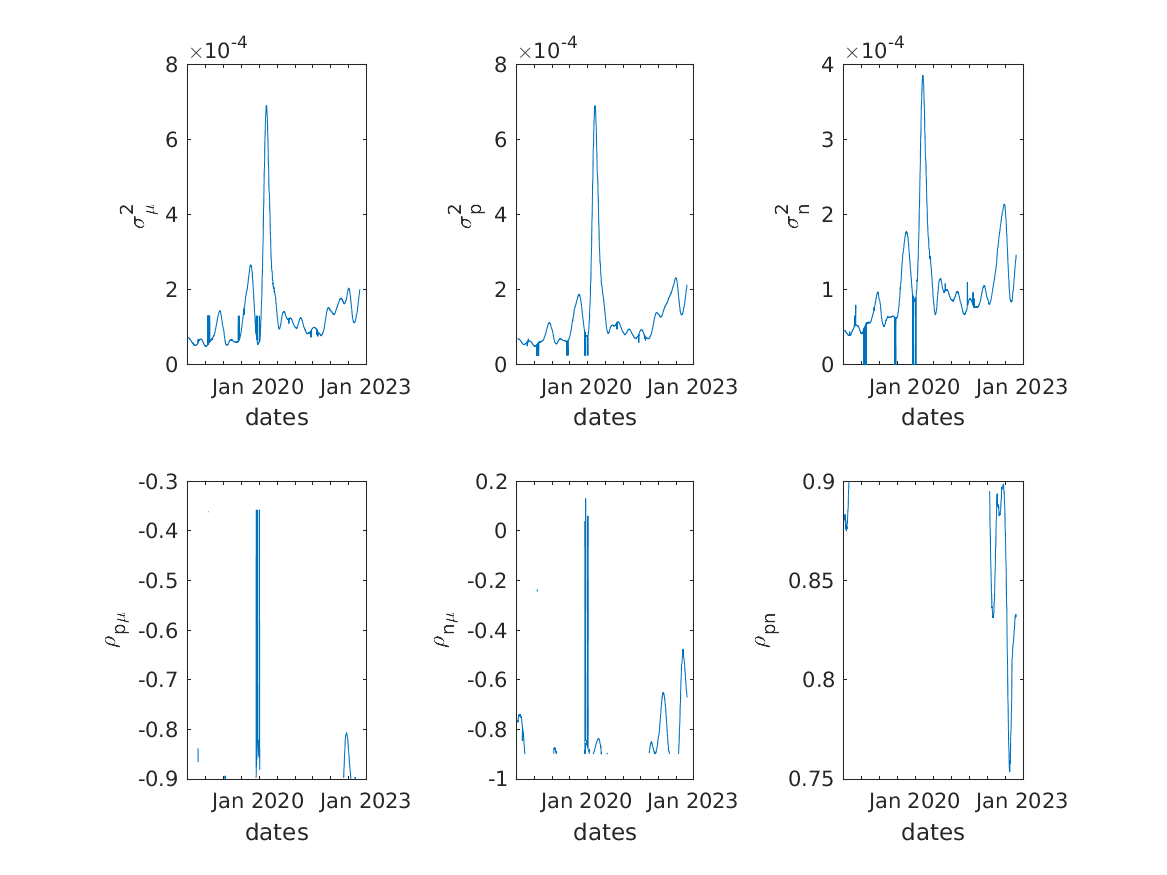 ×10-4 ×10-4 ×10-4
8 8 4
6 6 3
4 4 2
2 2 1
0 0 0
σ2μ σ2p σ2n
Jan 2020 Jan 2023 Jan 2020 Jan 2023 Jan 2020 Jan 2023
dates dates dates
-0.3 0.2 0.9
-0.4 0
-0.5 -0.2 0.85
-0.6 -0.4
-0.7 -0.6 0.8
-0.8 -0.8
-0.9 -1 0.75
ρpμ ρnμ ρpn
Jan 2020 Jan 2023 Jan 2020 Jan 2023 Jan 2020 Jan 2023
dates dates dates